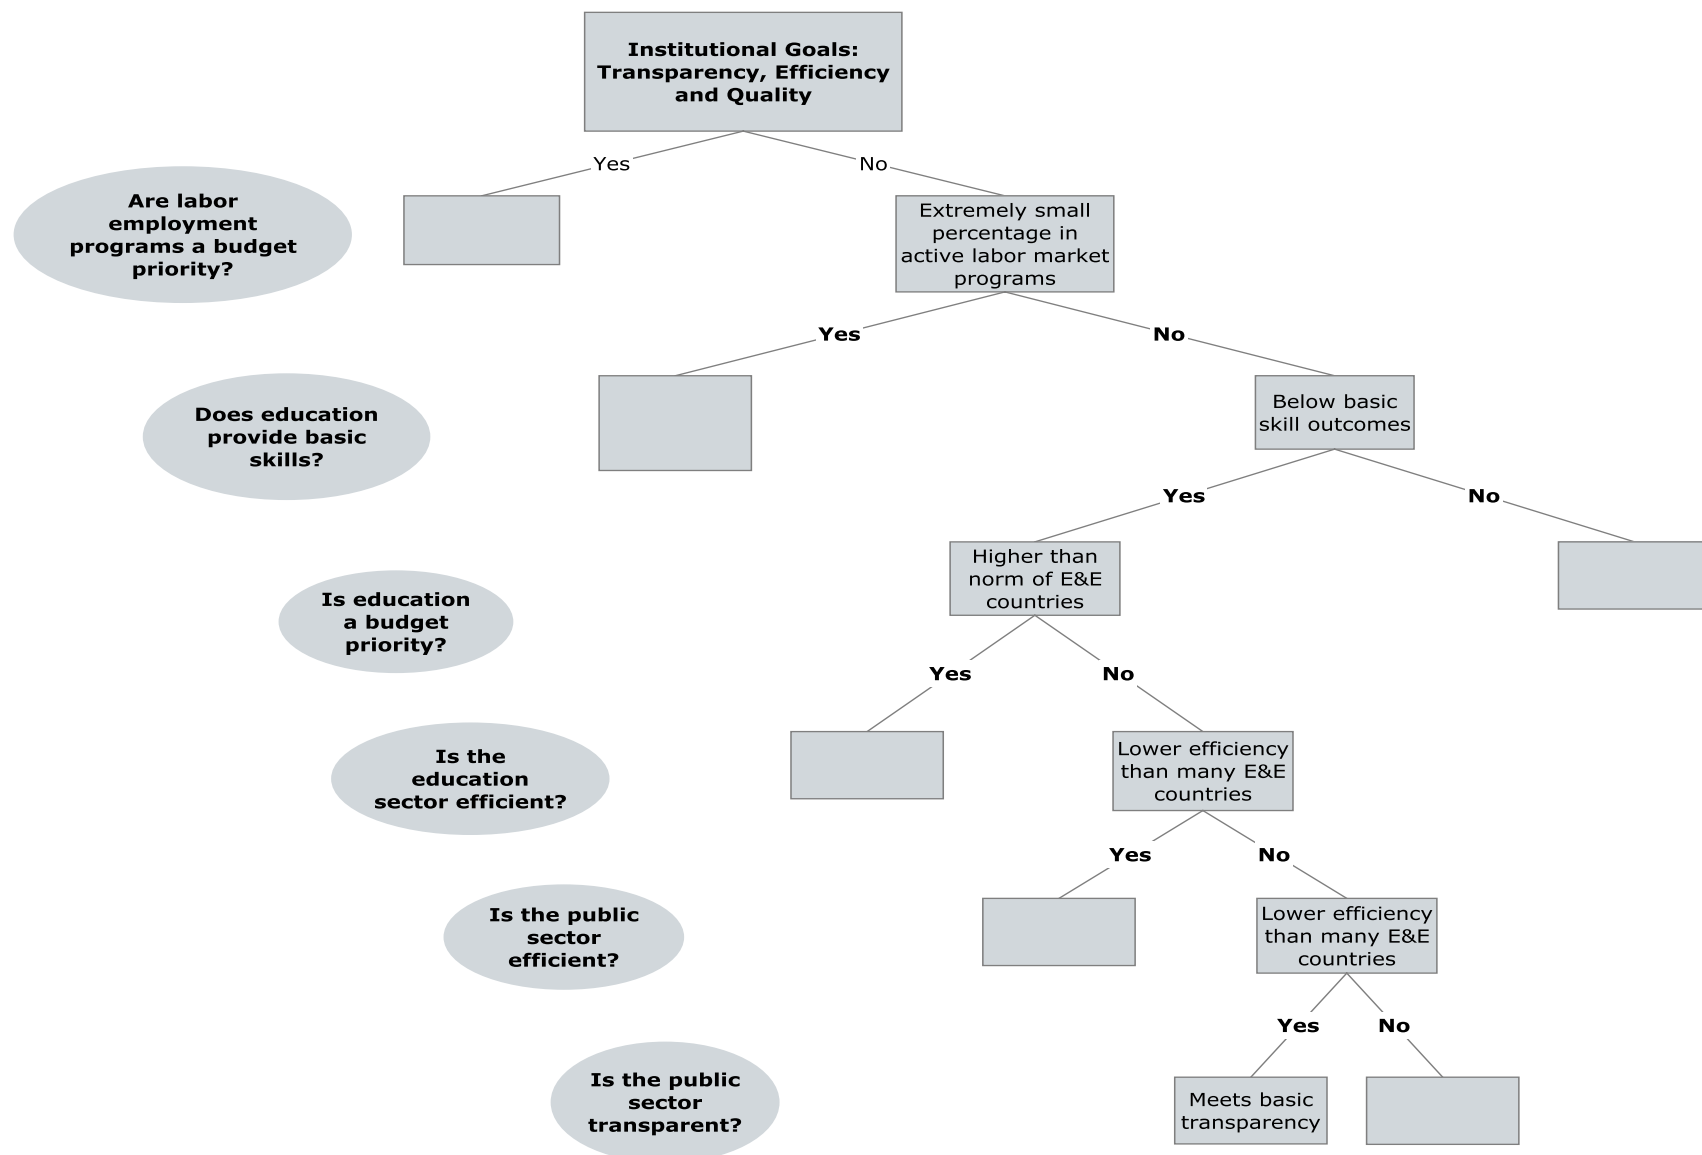 Institutional Goals:
Transparency, Efficiency
and Quality
Yes
No
Are labor
employment
programs a budget
priority?
Extremely small
percentage in
active labor market
programs
Yes
No
Does education
provide basic
skills?
Below basic
skill outcomes
Yes
No
Is education
a budget
priority?
Higher than
norm of E&E
countries
Yes
No
Is the
education
sector efficient?
Lower efficiency
than many E&E
countries
Yes
No
Is the public
sector
efficient?
Lower efficiency
than many E&E
countries
Yes
No
Is the public
sector
transparent?
Meets basic
transparency